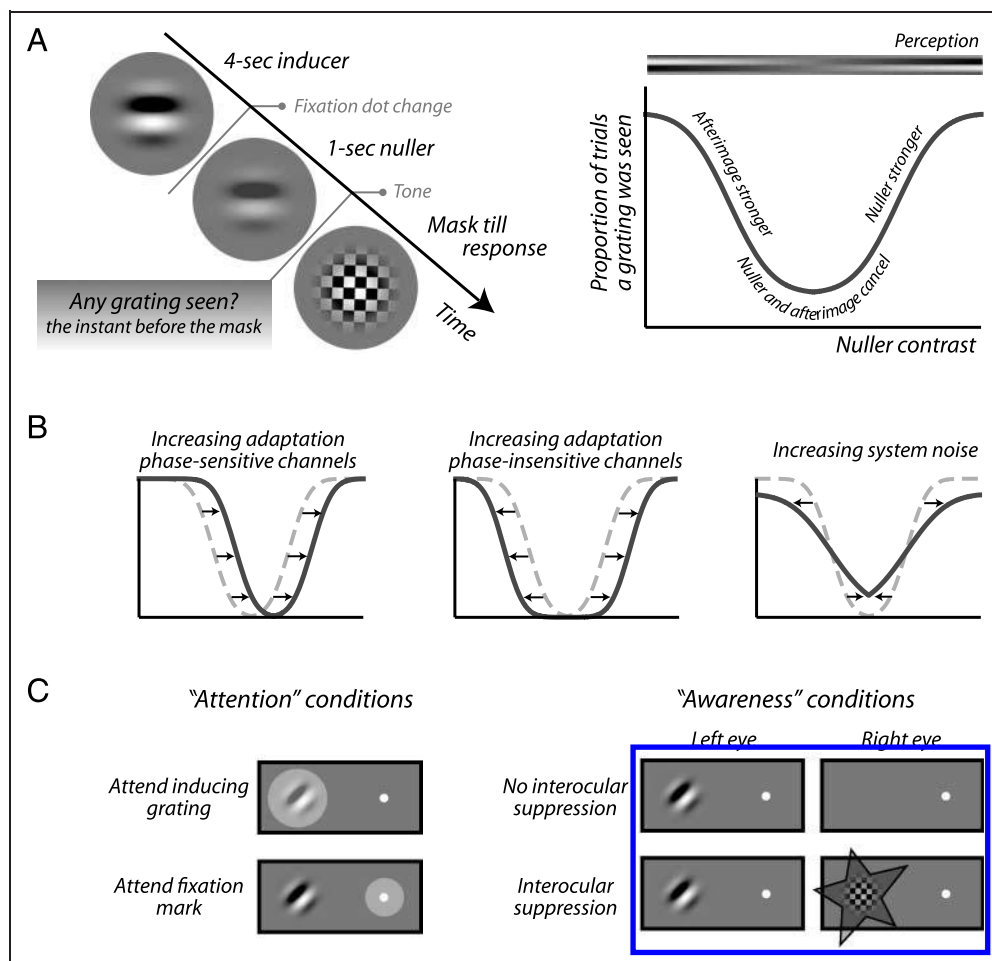 A
4-sec inducer
Fixation dot change
1-sec nuller
Tone
Mask till
response
Any grating seen?
the instant before the mask
Time
Perception
Proportion of trials
a grating was seen
Afterimage stronger
Nuller and afterimage cancel
Nuller stronger
Nuller contrast
B
Increasing adaptation
phase-sensitive channels
Increasing adaptation
phase-insensitive channels
Increasing system noise
C
"Attention" conditions
Attend inducing
grating
Attend fixation
mark
"Awareness" conditions
Left eye
Right eye
No interocular
suppression
Interocular
suppression